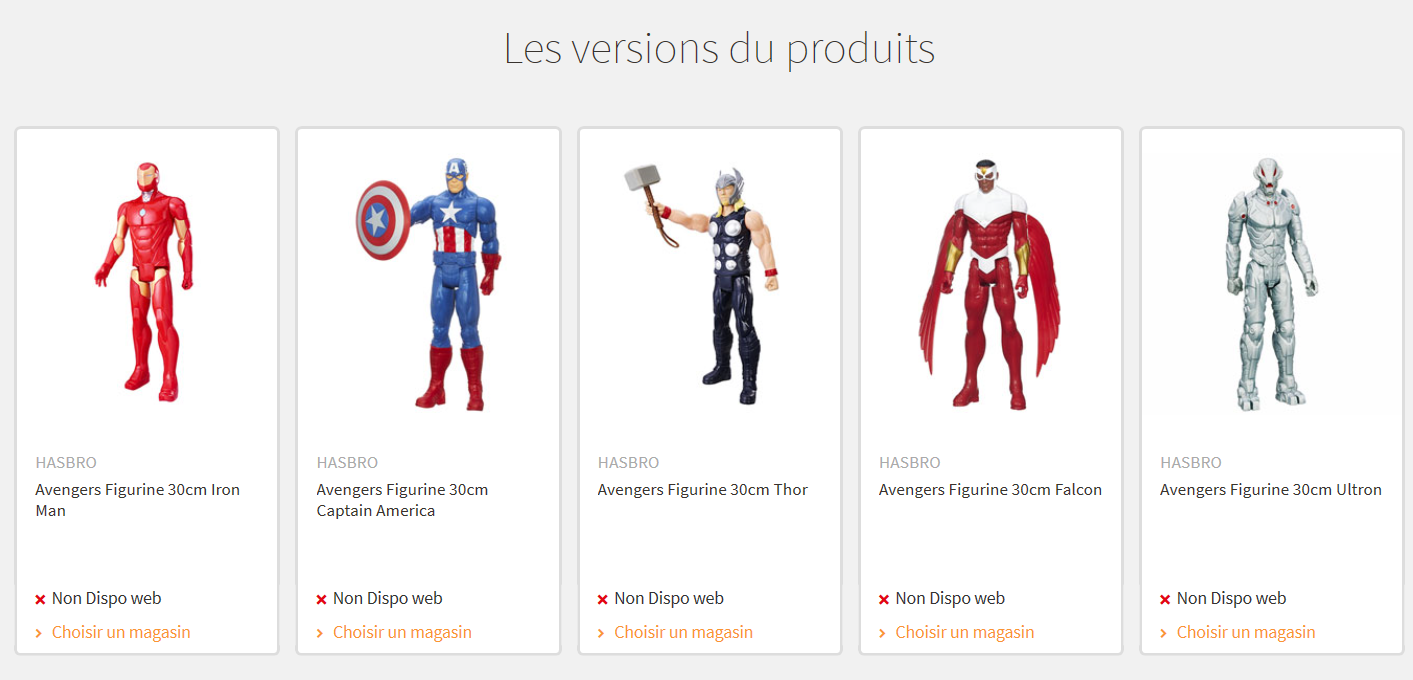 Les versions du produits
HASBRO
Avengers Figurine 30cm Iron
Man
Non Dispo web
Choisir un magasin
HASBRO
Avengers Figurine 30cm
Captain America
Non Dispo web
Choisir un magasin
HASBRO
Avengers Figurine 30cm Thor
Non Dispo web
Choisir un magasin
HASBRO
Avengers Figurine 30cm Falcon
Non Dispo web
Choisir un magasin
HASBRO
Avengers Figurine 30cm Ultron
Non Dispo web
Choisir un magasin